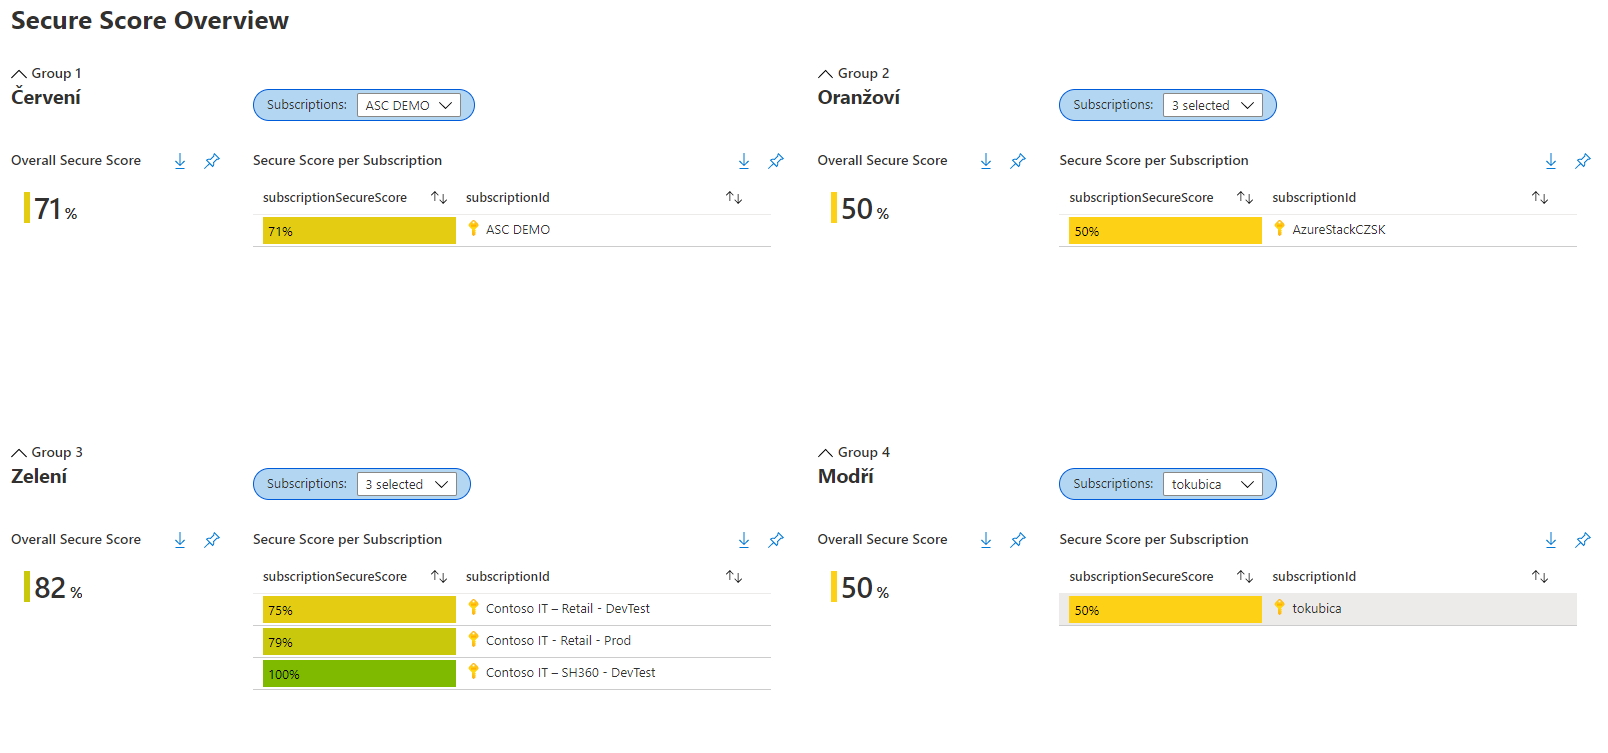 Secure Score Overview
Group 1
Červení
Subscriptions: ASC DEMO
Overall Secure Score
71 %
Secure Score per Subscription
subscriptionSecureScore subscriptionId
71% ASC DEMO
Group 2
Oranžoví
Subscriptions: 3 selected
Overall Secure Score
50 %
Secure Score per Subscription
subscriptionSecureScore subscriptionId
50% AzureStackCZSK
Group 3
Zelení
Subscriptions: 3 selected
Overall Secure Score
82 %
Secure Score per Subscription
subscriptionSecureScore subscriptionId
75% Contoso IT – Retail - DevTest
79% Contoso IT - Retail - Prod
100% Contoso IT – SH360 - DevTest
Group 4
Modří
Subscriptions: tokubica
Overall Secure Score
50 %
Secure Score per Subscription
subscriptionSecureScore subscriptionId
50% tokubica